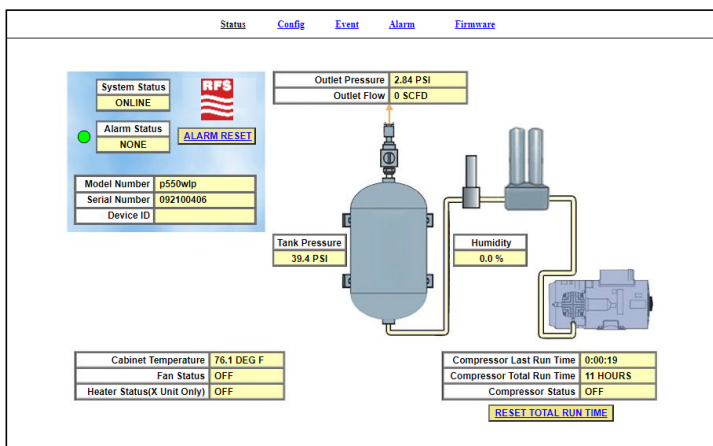 Status Config Event Alarm Firmware
System Status
ONLINE
RFS
Alarm Status
NONE
ALARM RESET
Model Number p550wlp
Serial Number 092100406
Device ID
Outlet Pressure 2.84 PSI
Outlet Flow 0 SCFD
Tank Pressure
39.4 PSI
Humidity
0.0 %
Cabinet Temperature 76.1 DEG F
Fan Status OFF
Heater Status(X Unit Only) OFF
Compressor Last Run Time 0:00:19
Compressor Total Run Time 11 HOURS
Compressor Status OFF
RESET TOTAL RUN TIME